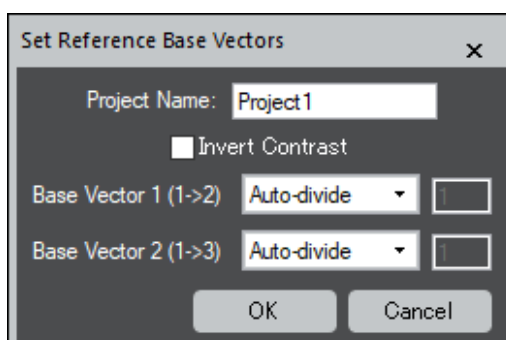 Set Reference Base Vectors
Project Name: Project1
Invert Contrast
Base Vector 1 (1->2) Auto-divide 1
Base Vector 2 (1->3) Auto-divide 1
OK Cancel